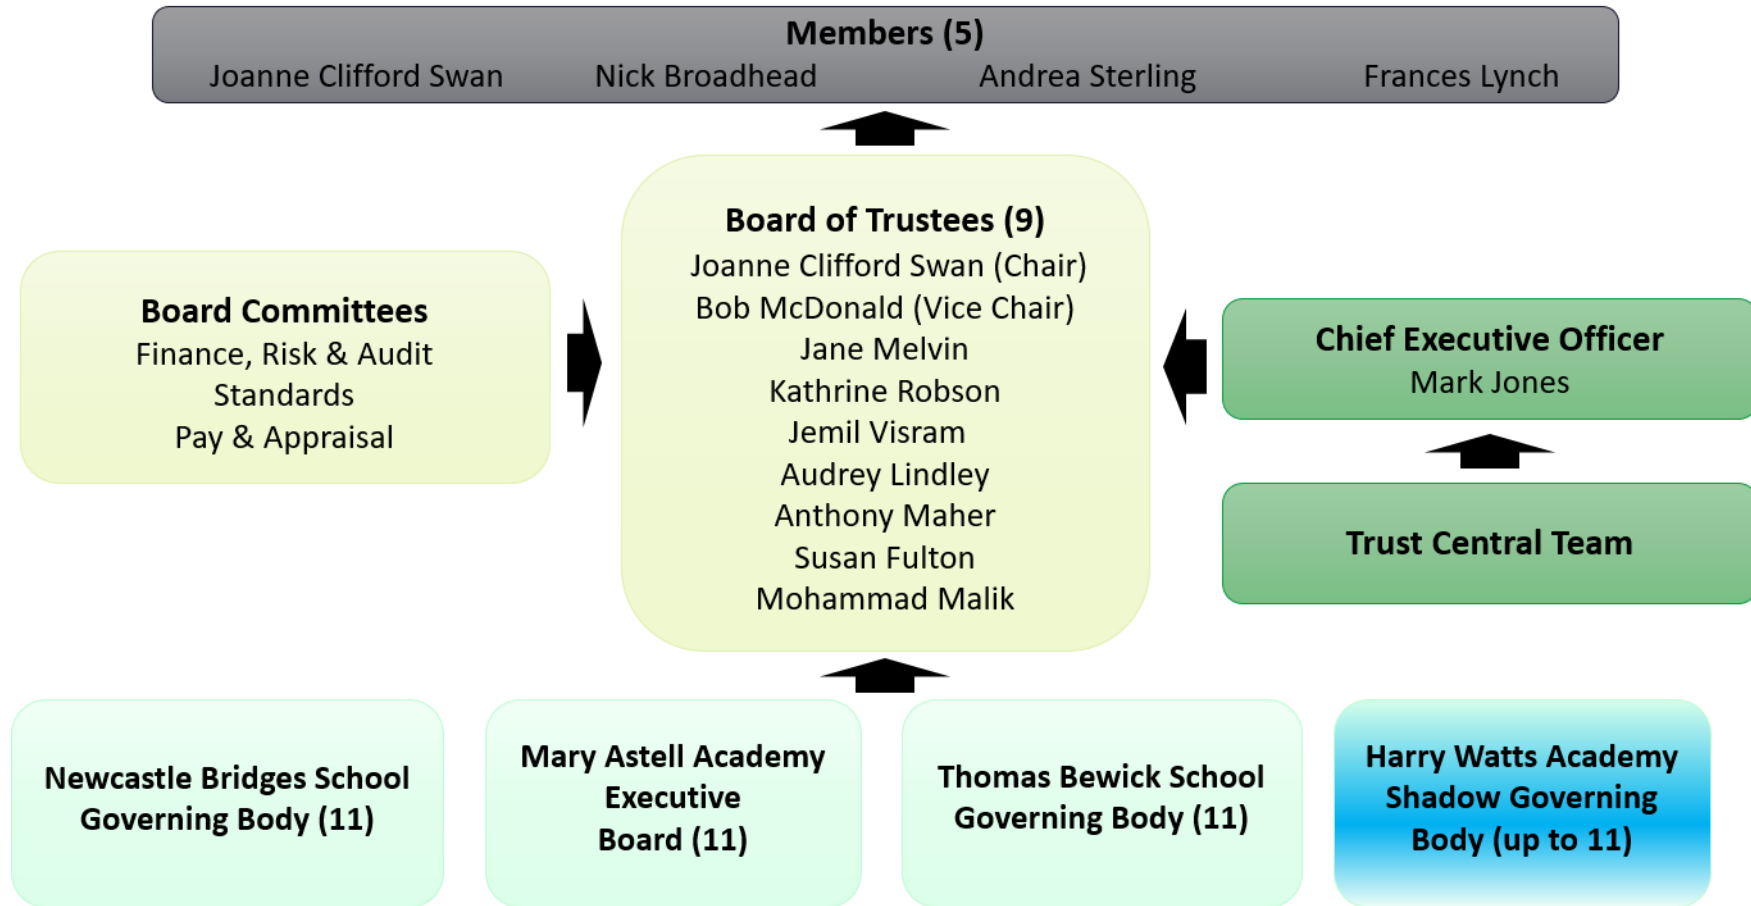 Members (5)
Joanne Clifford Swan Nick Broadhead Andrea Sterling Frances Lynch
Board of Trustees (9)
Joanne Clifford Swan (Chair)
Bob McDonald (Vice Chair)
Jane Melvin
Kathrine Robson
Jemil Visram
Audrey Lindley
Anthony Maher
Susan Fulton
Mohammad Malik
Board Committees
Finance, Risk & Audit
Standards
Pay & Appraisal
Chief Executive Officer
Mark Jones
Trust Central Team
Newcastle Bridges School
Governing Body (11)
Mary Astell Academy
Executive
Board (11)
Thomas Bewick School
Governing Body (11)
Harry Watts Academy
Shadow Governing
Body (up to 11)